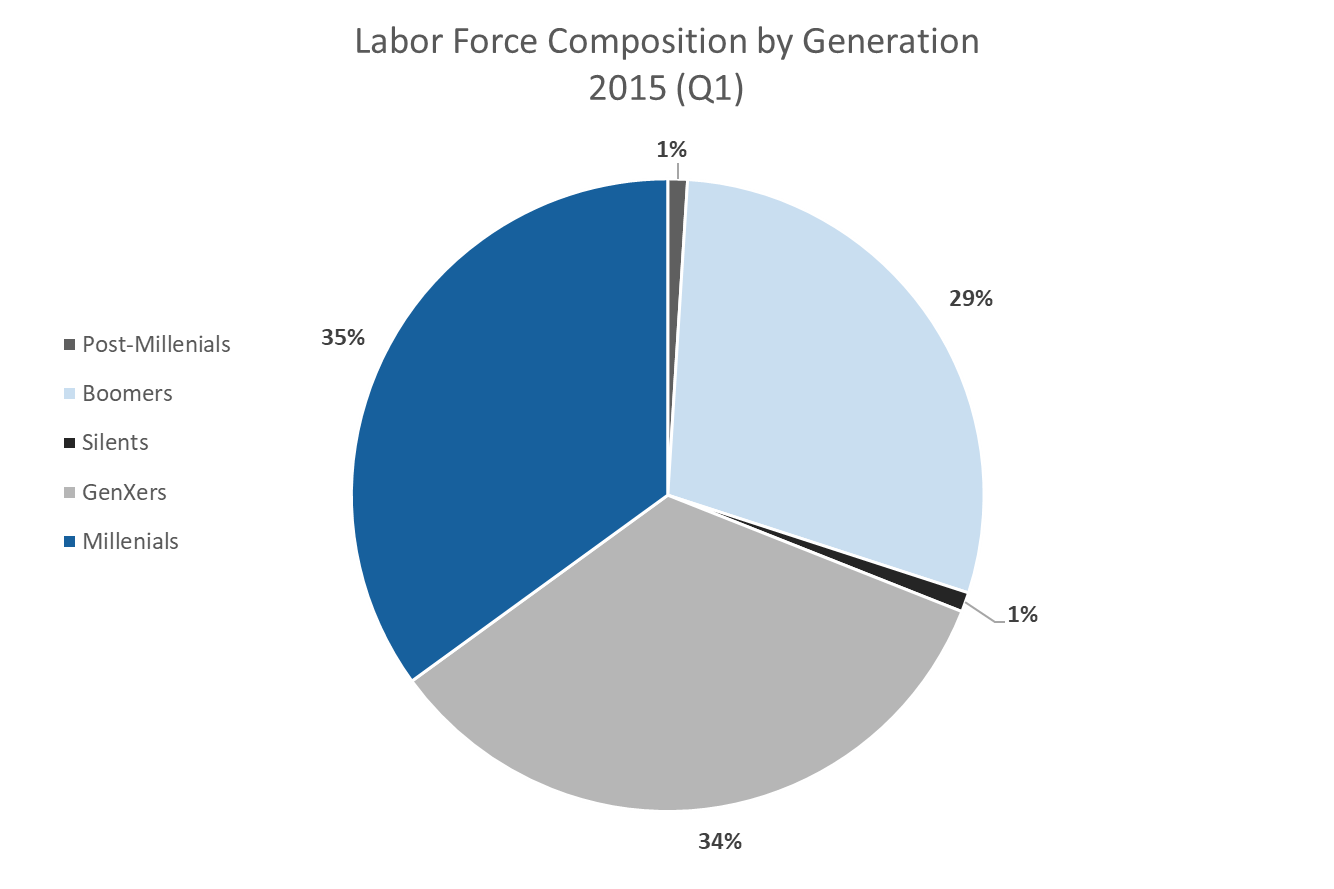 Labor Force Composition by Generation
2015 (Q1)
1%
29%
35%
Post-Millenials
Boomers
Silents
GenXers
Millenials
1%
34%